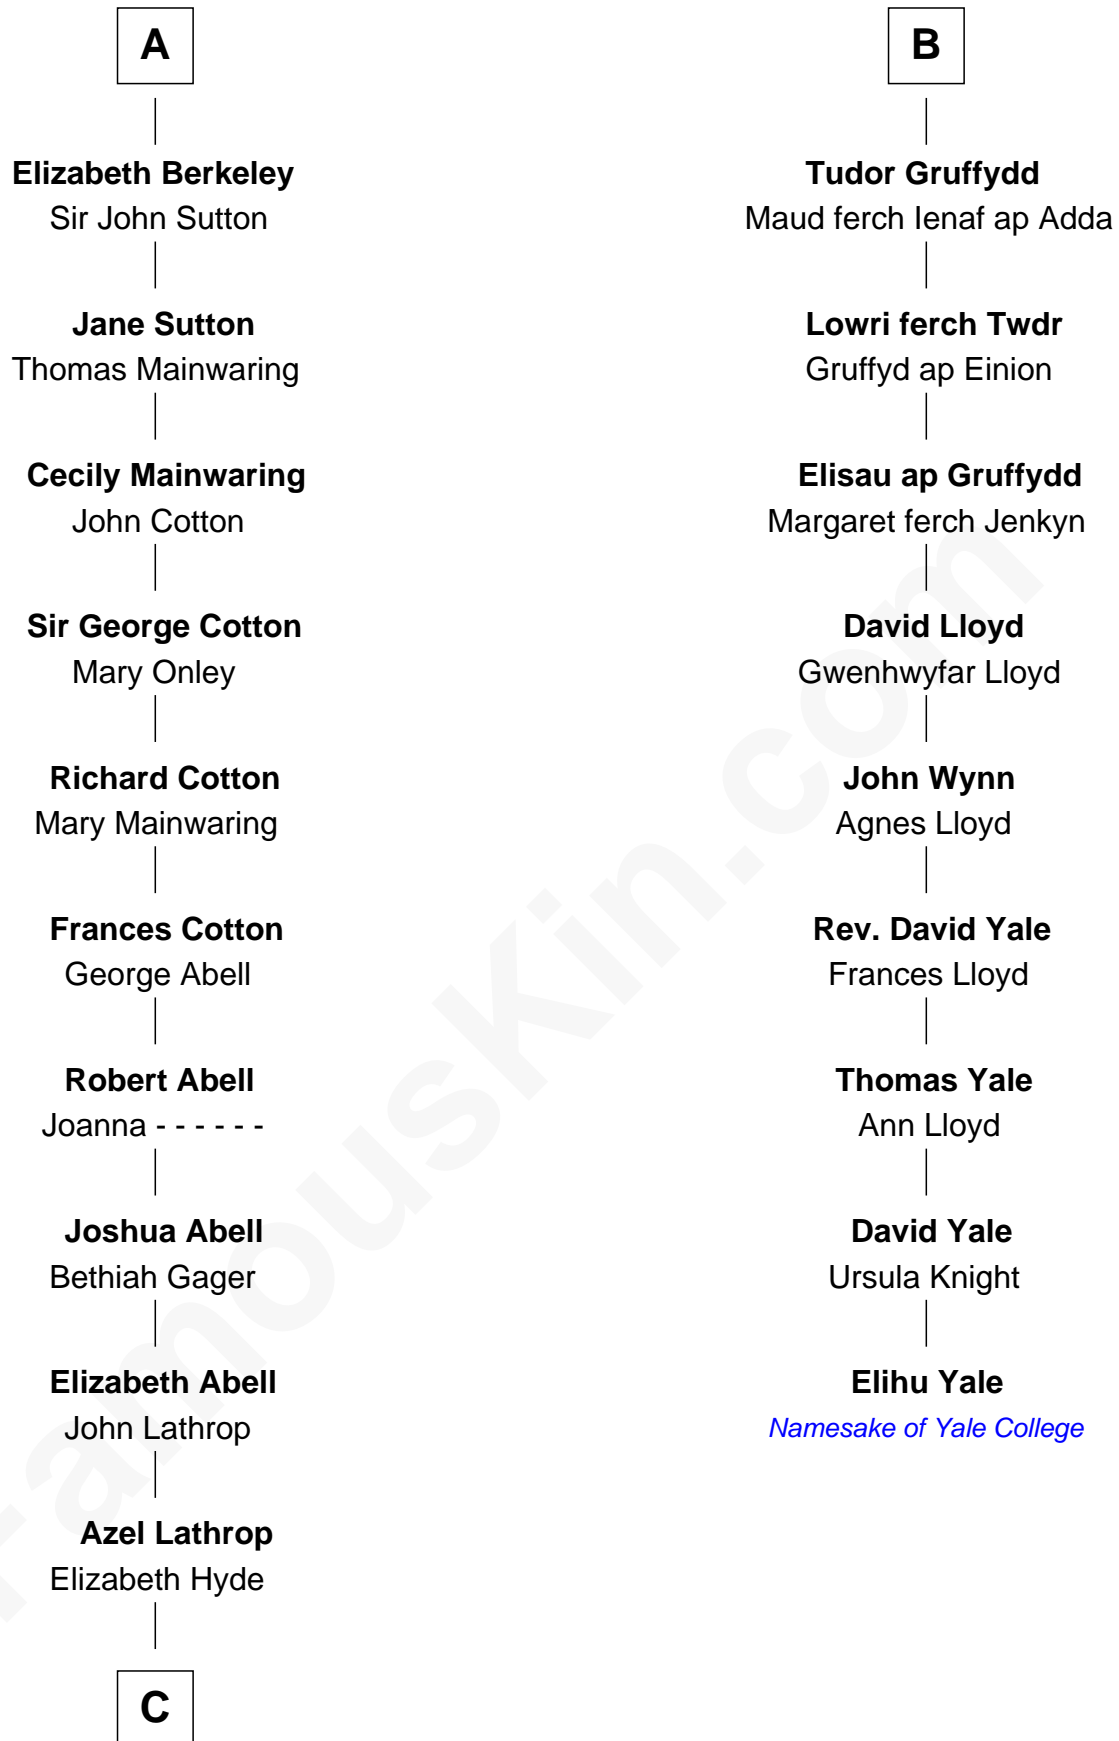 A
Elizabeth Berkeley
Sir John Sutton
Jane Sutton
Thomas Mainwaring
Cecily Mainwaring
John Cotton
Sir George Cotton
Mary Onley
Richard Cotton
Mary Mainwaring
Frances Cotton
George Abell
Robert Abell
Joanna - - - - - -
Joshua Abell
Bethiah Gager
Elizabeth Abell
John Lathrop
Azel Lathrop
Elizabeth Hyde
C
B
Tudor Gruffydd
Maud ferch Ienaf ap Adda
Lowri ferch Twdr
Gruffyd ap Einion
Elisau ap Gruffydd
Margaret ferch Jenkyn
David Lloyd
Gwenhwyfar Lloyd
John Wynn
Agnes Lloyd
Rev. David Yale
Frances Lloyd
Thomas Yale
Ann Lloyd
David Yale
Ursula Knight
Elihu Yale
Namesake of Yale College
FamousKin.com